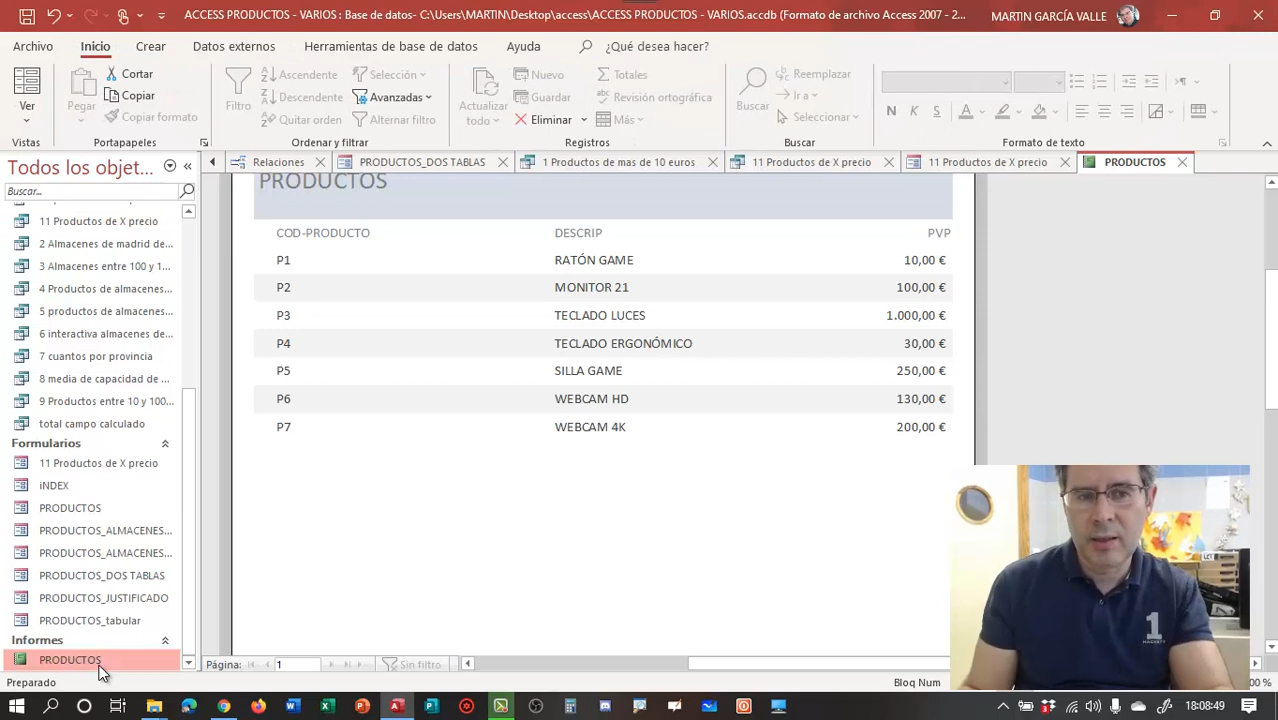 ACCESS PRODUCTOS - VARIOS : Base de datos- C:\Users\MARTIN\Desktop\access\ACCESS PRODUCTOS - VARIOS.accdb (Formato de archivo Access 2007 - 2... MARTIN GARCÍA VALLE
Archivo Inicio Crear Datos externos Herramientas de base de datos Ayuda ¿Qué desea hacer?
Ver
Vistas
Pegar
Cortar
Copiar
Copiar formato
Portapapeles
Filtro
Ascendente
Descendente
Quitar orden
Selección
Avanzadas
Alternar filtro
Ordenar y filtrar
Actualizar todo
Nuevo
Guardar
Eliminar
Totales
Revisión ortográfica
Más
Registros
Buscar
Reemplazar
Ir a
Seleccionar
Buscar
N K S
A
Formato de texto
Todos los objet...
Buscar...
11 Productos de X precio
2 Almacenes de madrid de...
3 Almacenes entre 100 y 1...
4 Productos de almacenes...
5 productos de almacenes...
6 interactiva almacenes de...
7 cuantos por provincia
8 media de capacidad de ...
9 Productos entre 10 y 100...
total campo calculado
Formularios
11 Productos de X precio
iNDEX
PRODUCTOS
PRODUCTOS_ALMACENES...
PRODUCTOS_ALMACENES...
PRODUCTOS_DOS TABLAS
PRODUCTOS_JUSTIFICADO
PRODUCTOS_tabular
Informes
PRODUCTOS
Relaciones PRODUCTOS_DOS TABLAS 1 Productos de mas de 10 euros 11 Productos de X precio 11 Productos de X precio PRODUCTOS
PRODUCTOS
COD-PRODUCTO DESCRIP PVP
P1 RATÓN GAME 10,00 €
P2 MONITOR 21 100,00 €
P3 TECLADO LUCES 1.000,00 €
P4 TECLADO ERGONÓMICO 30,00 €
P5 SILLA GAME 250,00 €
P6 WEBCAM HD 130,00 €
P7 WEBCAM 4K 200,00 €
1
Página: 1 Sin filtro
Preparado Bloq Num 00 %
18:08:49